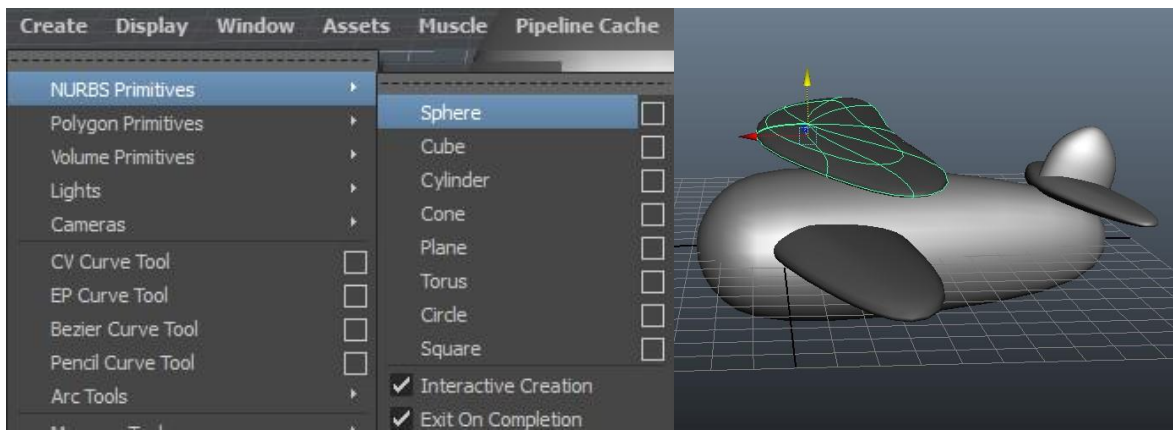 Create Display Window Assets Muscle Pipeline Cache
NURBS Primitives
Polygon Primitives
Volume Primitives
Lights
Cameras
CV Curve Tool
EP Curve Tool
Bezier Curve Tool
Pencil Curve Tool
Arc Tools
Sphere
Cube
Cylinder
Cone
Plane
Torus
Circle
Square
Interactive Creation
Exit On Completion